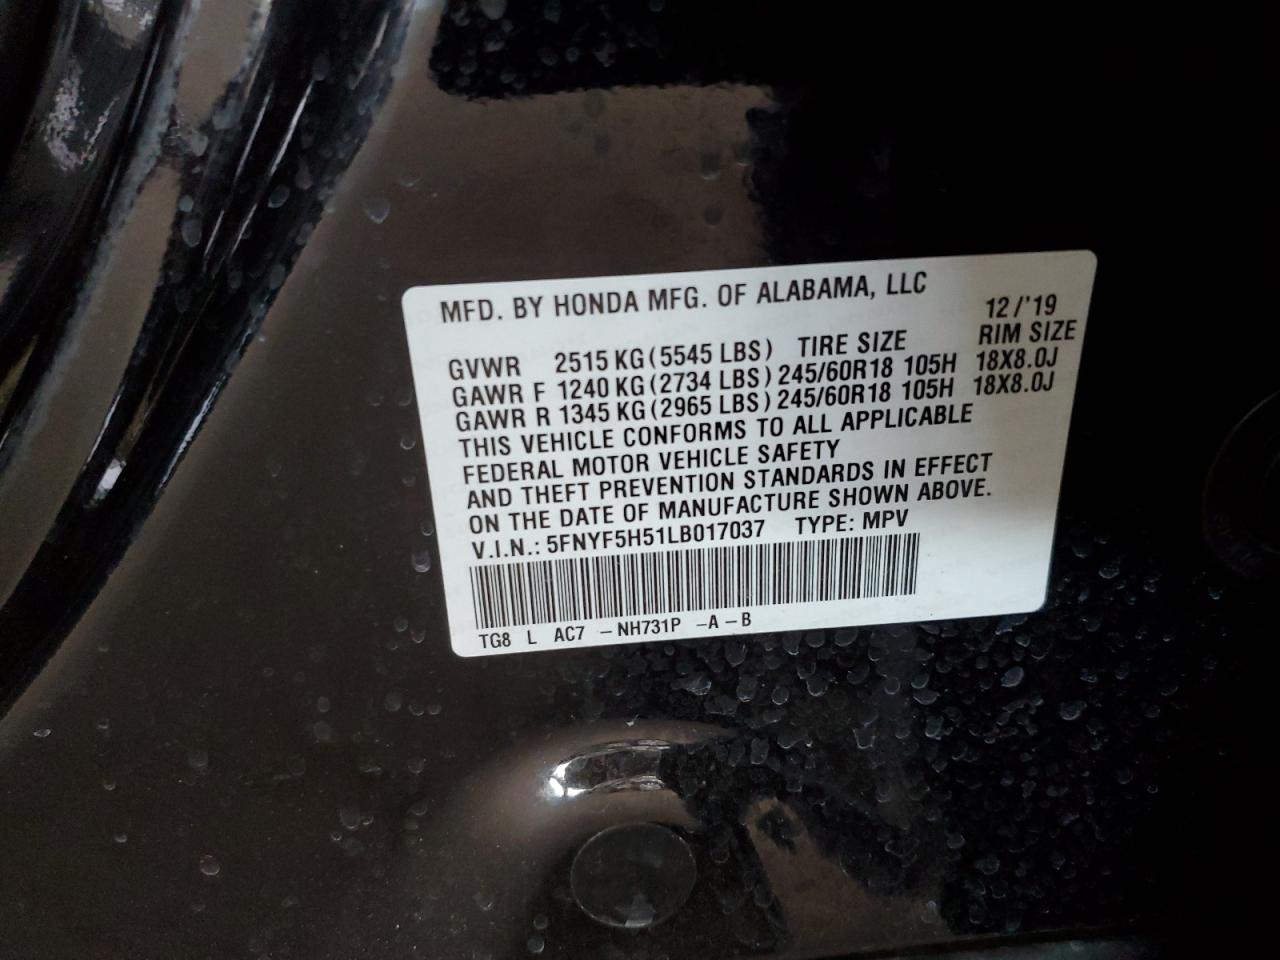 MFD. BY HONDA MFG. OF ALABAMA, LLC 12/'19
GVWR 2515 KG (5545 LBS) TIRE SIZE RIM SIZE
GAWR F 1240 KG (2734 LBS) 245/60R18 105H 18X8.0J
GAWR R 1345 KG (2965 LBS) 245/60R18 105H 18X8.0J
THIS VEHICLE CONFORMS TO ALL APPLICABLE
FEDERAL MOTOR VEHICLE SAFETY
AND THEFT PREVENTION STANDARDS IN EFFECT
ON THE DATE OF MANUFACTURE SHOWN ABOVE.
V.I.N.: 5FNYF5H51LB017037 TYPE: MPV
TG8 L AC7 -NH731P -A-B